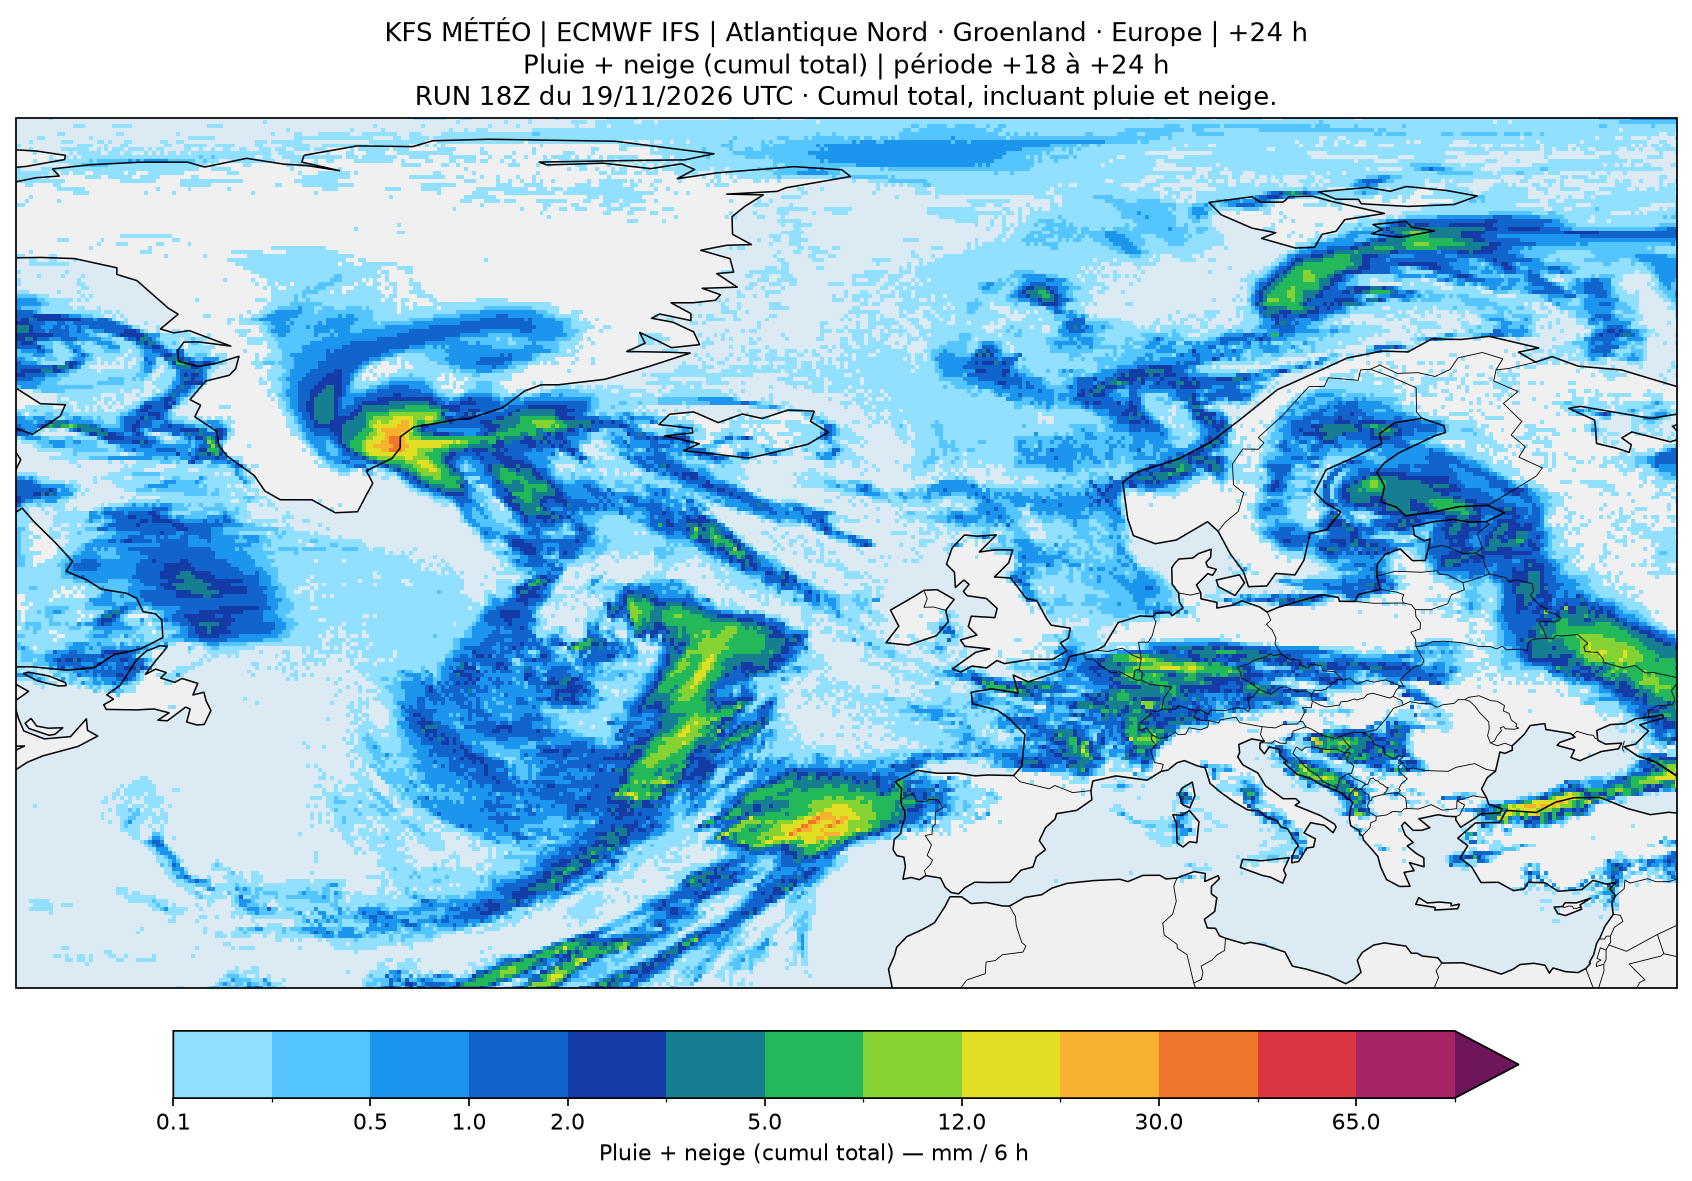 KFS MÉTÉO | ECMWF IFS | Atlantique Nord · Groenland · Europe | +24 h
Pluie + neige (cumul total) | période +18 à +24 h
RUN 18Z du 19/11/2026 UTC · Cumul total, incluant pluie et neige.
0.1 0.5 1.0 2.0 5.0 12.0 30.0 65.0
Pluie + neige (cumul total) — mm / 6 h